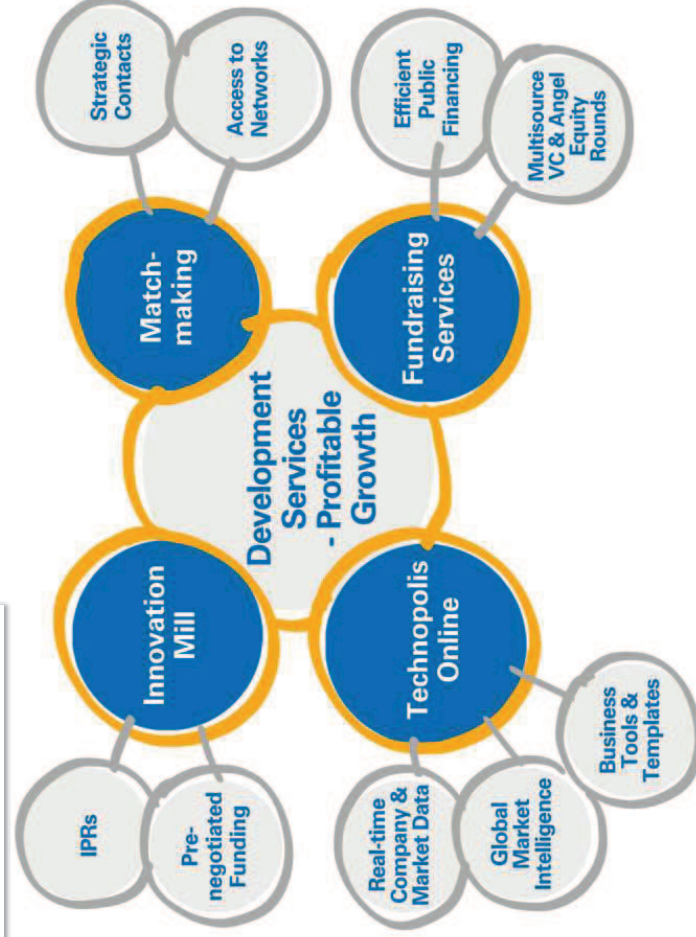 IPRs
Pre-
negotiated
Funding
Innovation
Mill
Match-
making
Strategic
Contacts
Access to
Networks
Development
Services
- Profitable
Growth
Real-time
Company &
Market Data
Global
Market
Intelligence
Business
Tools &
Templates
Technopolis
Online
Fundraising
Services
Efficient
Public
Financing
Multisource
VC & Angel
Equity
Rounds